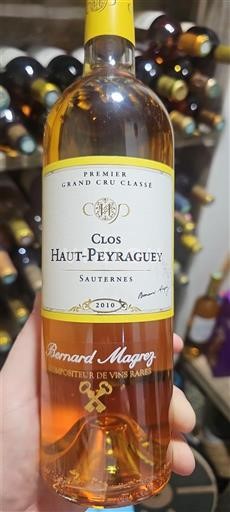 PREMIER
GRAND CRU CLASSÉ
CLOS
HAUT-PEYRAGUEY
SAUTERNES
2010
Bernard Magrez
COMPOSITEUR DE VINS RARES